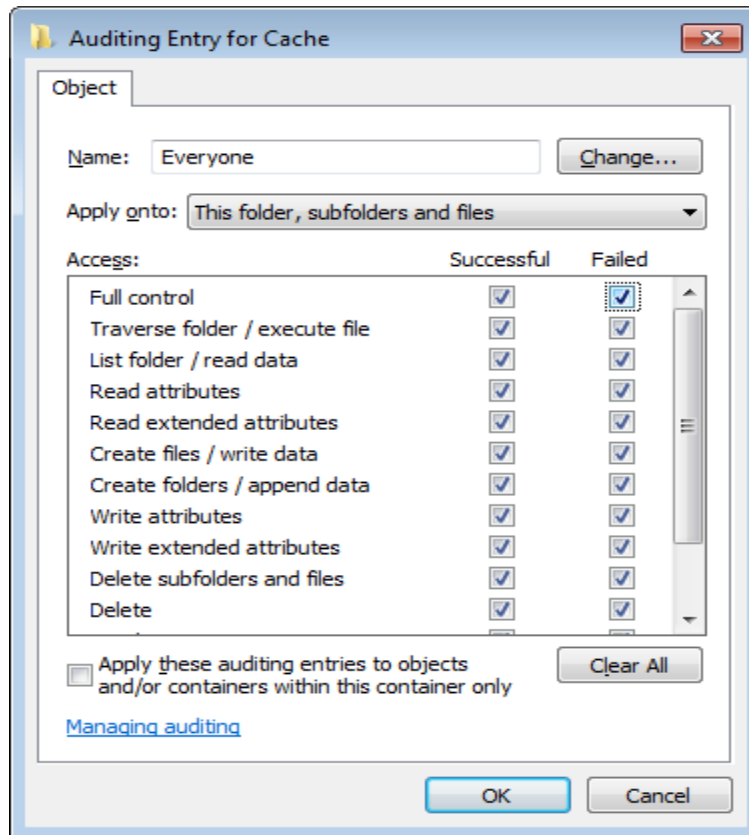 Auditing Entry for Cache
Object
Name: Everyone Change...
Apply onto: This folder, subfolders and files
Access: Successful Failed
Full control
Traverse folder / execute file
List folder / read data
Read attributes
Read extended attributes
Create files / write data
Create folders / append data
Write attributes
Write extended attributes
Delete subfolders and files
Delete
Apply these auditing entries to objects
and/or containers within this container only
Clear All
Managing auditing
OK Cancel